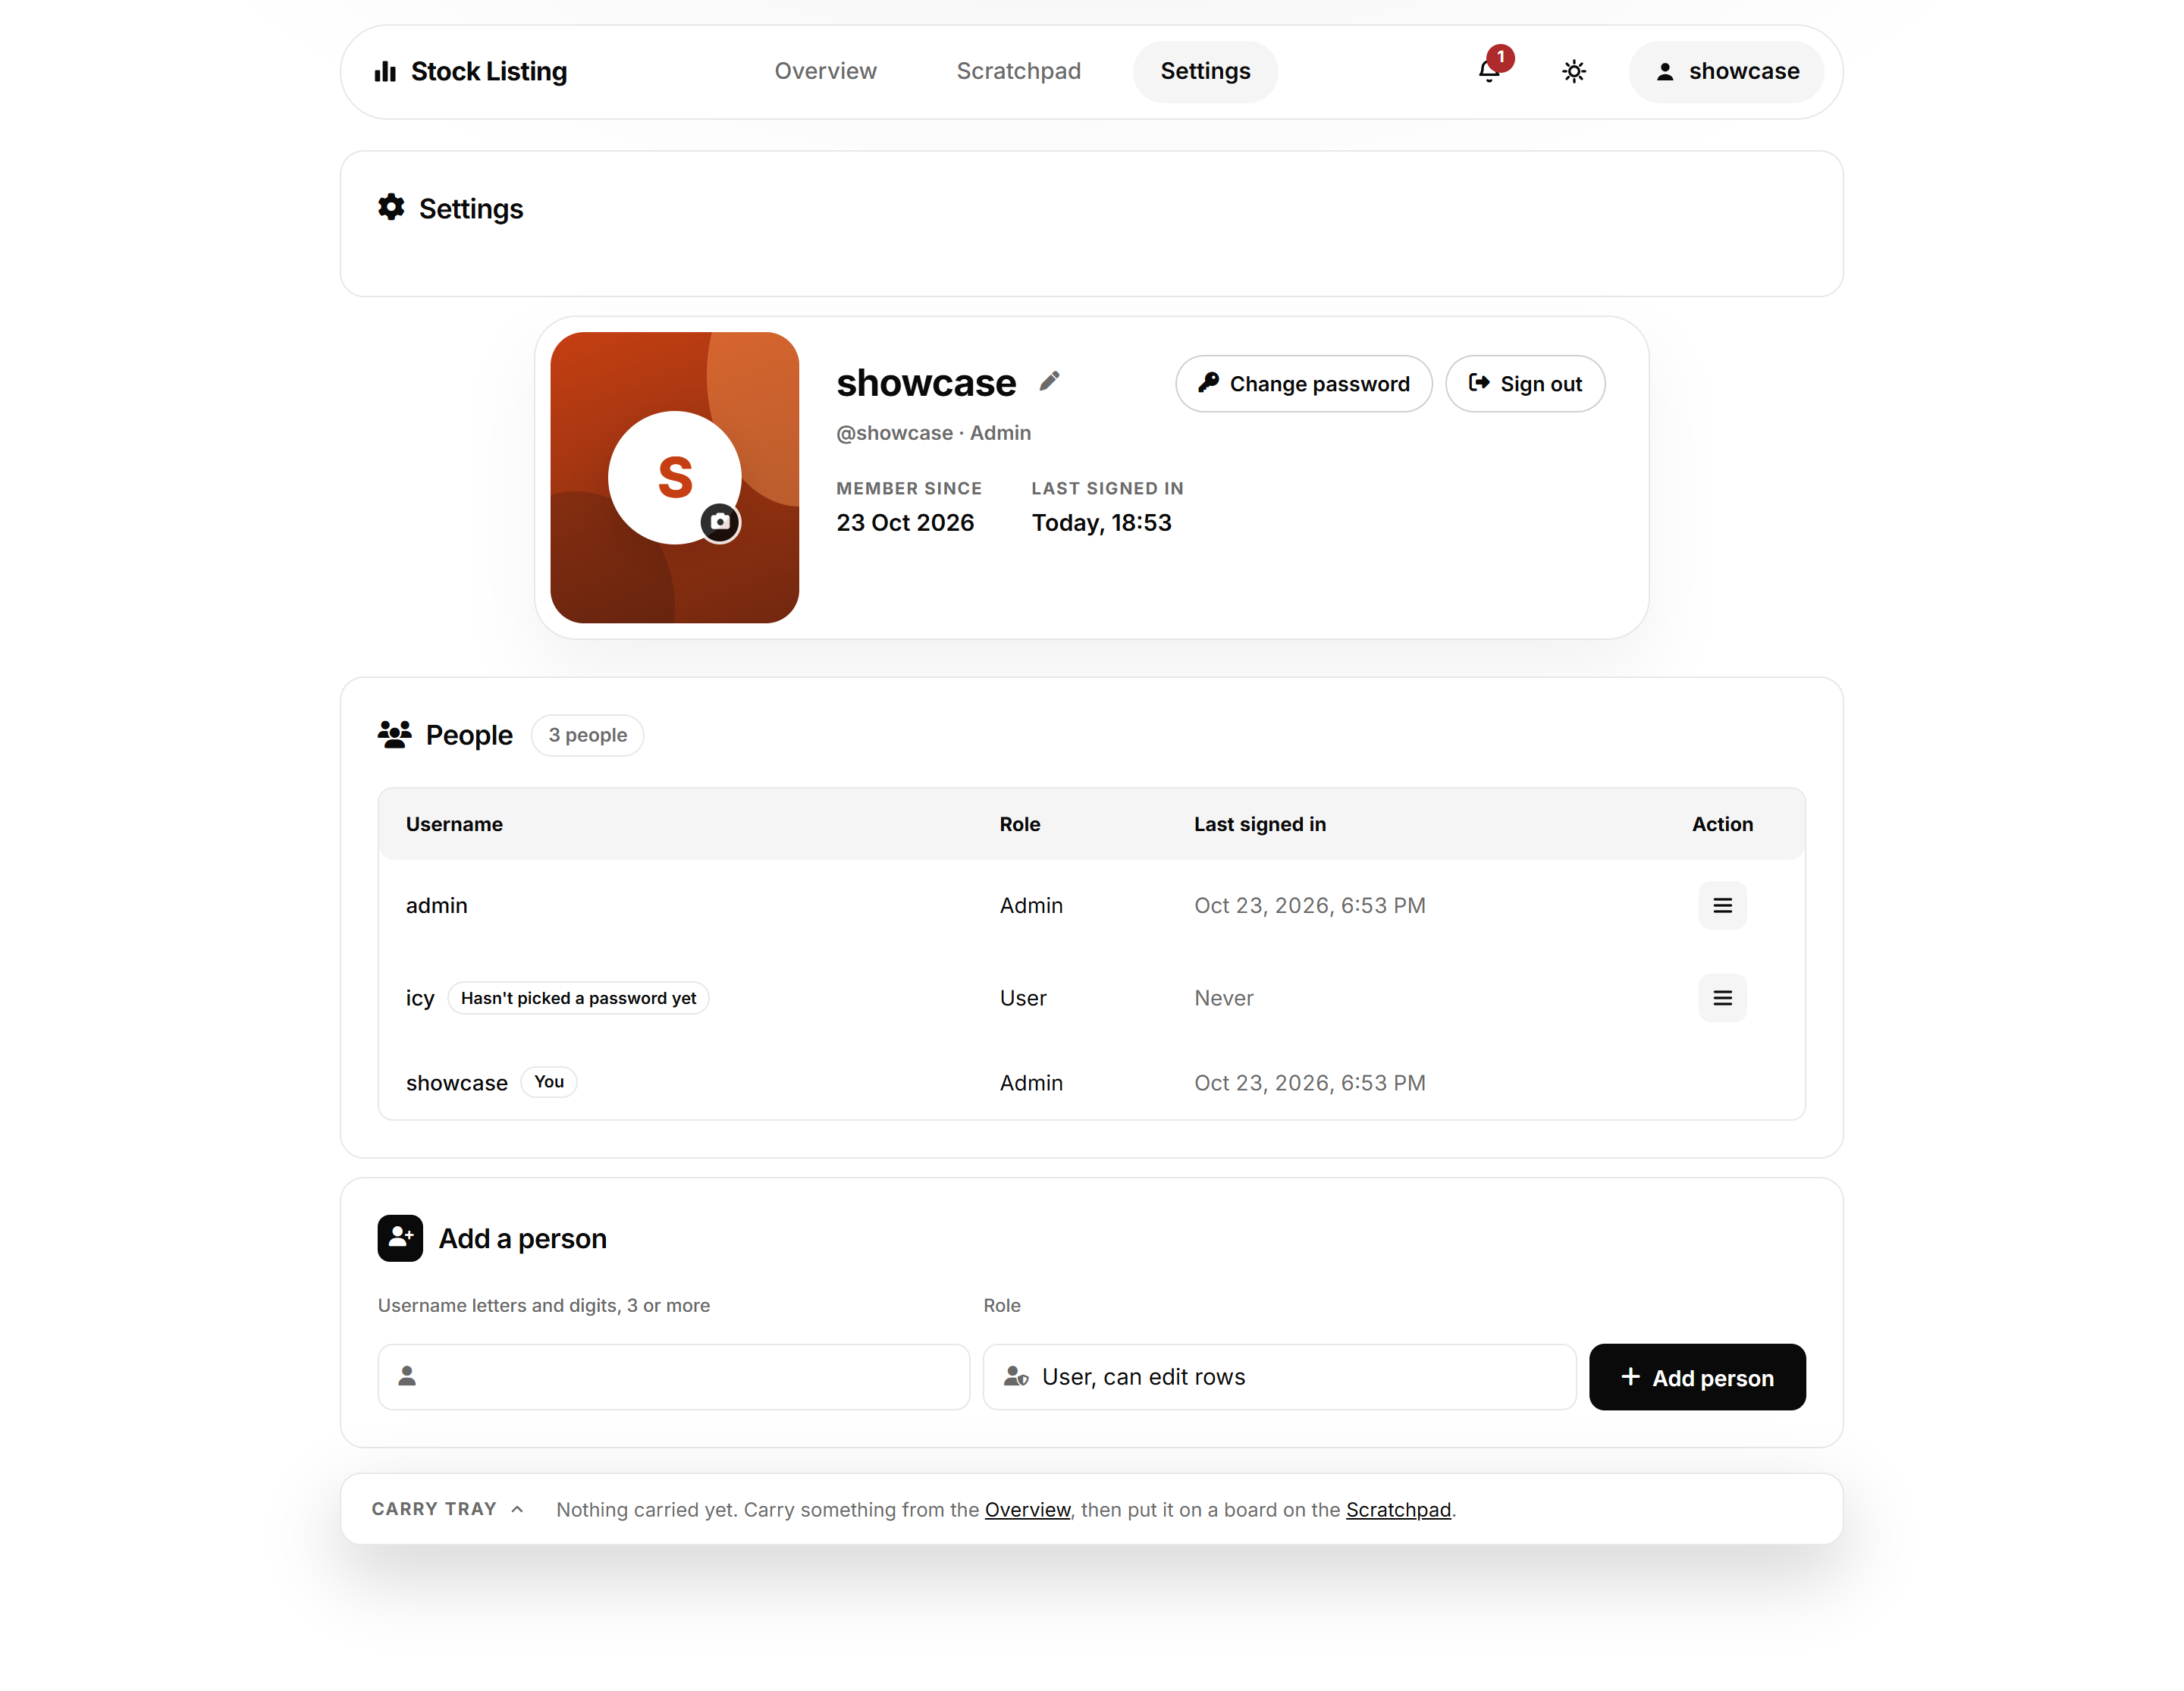 Stock Listing
Overview
Scratchpad
Settings
1
showcase
Settings
S
showcase
Change password
Sign out
@showcase · Admin
MEMBER SINCE
LAST SIGNED IN
23 Oct 2026
Today, 18:53
People
3 people
Username
Role
Last signed in
Action
admin
Admin
Oct 23, 2026, 6:53 PM
icy
Hasn't picked a password yet
User
Never
showcase
You
Admin
Oct 23, 2026, 6:53 PM
Add a person
Username letters and digits, 3 or more
Role
User, can edit rows
Add person
CARRY TRAY
Nothing carried yet. Carry something from the Overview, then put it on a board on the Scratchpad.